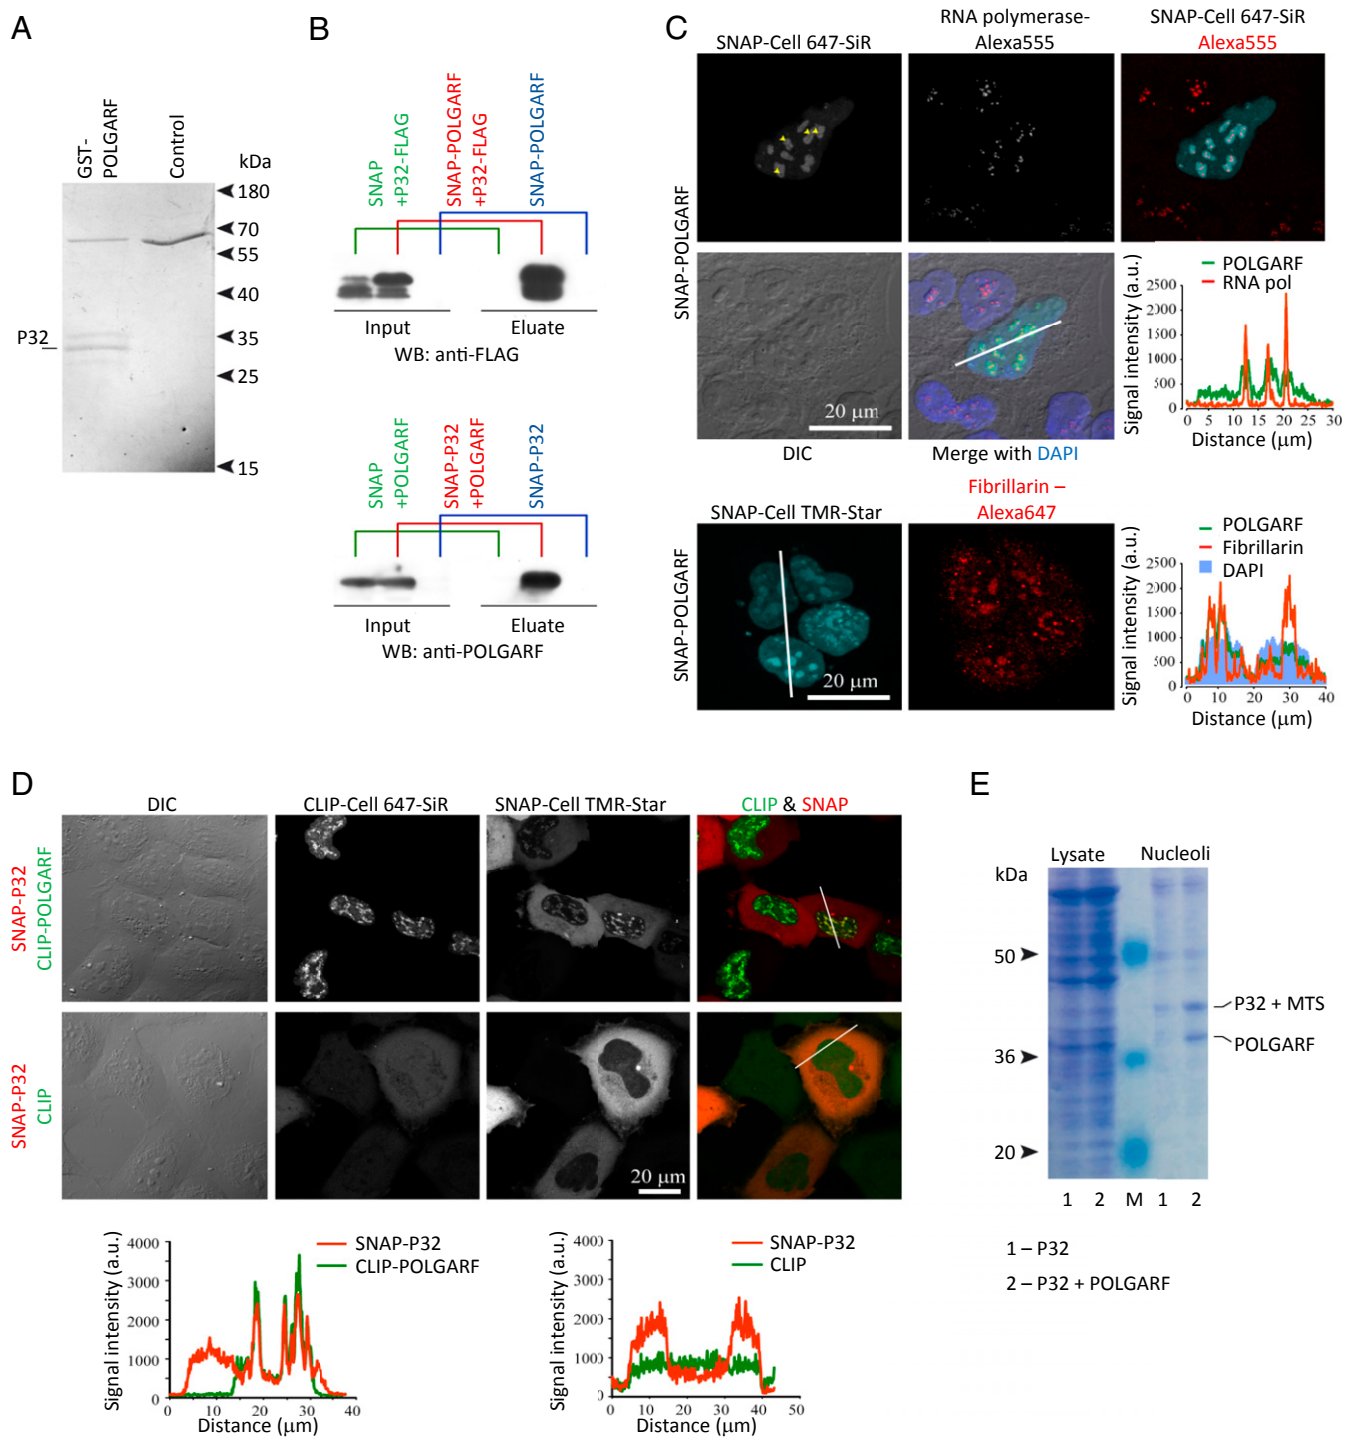 A
GST-
POLGARF
Control
kDa
180
70
55
40
35
25
15
P32
B
SNAP
+P32-FLAG
SNAP-POLGARF
+P32-FLAG
SNAP-POLGARF
Input
Eluate
WB: anti-FLAG
SNAP
+POLGARF
SNAP-P32
+POLGARF
SNAP-P32
Input
Eluate
WB: anti-POLGARF
C
SNAP-Cell 647-SiR
RNA polymerase-
Alexa555
SNAP-Cell 647-SiR
Alexa555
SNAP-POLGARF
20 µm
DIC
Merge with DAPI
POLGARF
RNA pol
Signal intensity (a.u.)
2500
2000
1500
1000
500
0
0 5 10 15 20 25 30
Distance (µm)
SNAP-Cell TMR-Star
Fibrillarin –
Alexa647
SNAP-POLGARF
20 µm
POLGARF
Fibrillarin
DAPI
Signal intensity (a.u.)
2500
2000
1500
1000
500
0
0 10 20 30 40
Distance (µm)
D
DIC
CLIP-Cell 647-SiR
SNAP-Cell TMR-Star
CLIP & SNAP
SNAP-P32
CLIP-POLGARF
SNAP-P32
CLIP
20 µm
Signal intensity (a.u.)
4000
3000
2000
1000
0
0 10 20 30 40
Distance (µm)
SNAP-P32
CLIP-POLGARF
Signal intensity (a.u.)
4000
3000
2000
1000
0 10 20 30 40 50
Distance (µm)
SNAP-P32
CLIP
E
Lysate
Nucleoli
kDa
50
36
20
P32 + MTS
POLGARF
1 2 M 1 2
1 – P32
2 – P32 + POLGARF